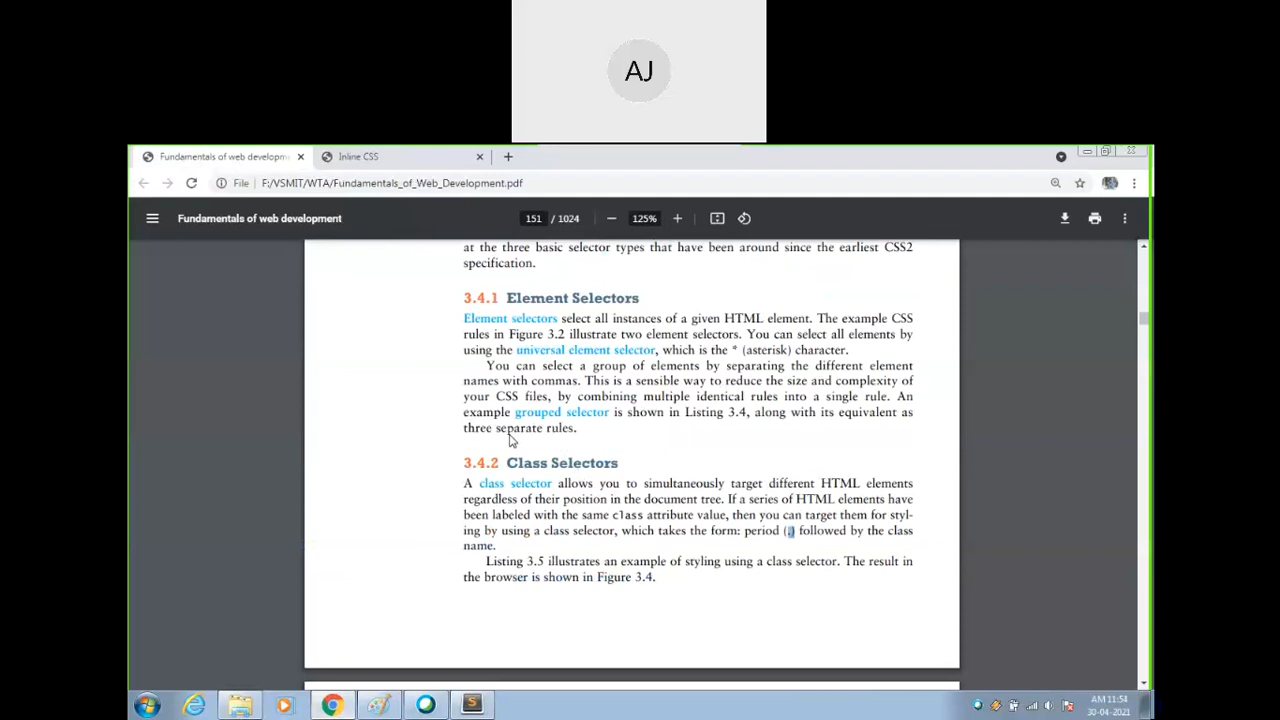 AJ
Fundamentals of web developm
Inline CSS
File
F:/VSMIT/WTA/Fundamentals_of_Web_Development.pdf
Fundamentals of web development
151 / 1024
125%
at the three basic selector types that have been around since the earliest CSS2
specification.
3.4.1 Element Selectors
Element selectors select all instances of a given HTML element. The example CSS
rules in Figure 3.2 illustrate two element selectors. You can select all elements by
using the universal element selector, which is the * (asterisk) character.
You can select a group of elements by separating the different element
names with commas. This is a sensible way to reduce the size and complexity of
your CSS files, by combining multiple identical rules into a single rule. An
example grouped selector is shown in Listing 3.4, along with its equivalent as
three separate rules.
3.4.2 Class Selectors
A class selector allows you to simultaneously target different HTML elements
regardless of their position in the document tree. If a series of HTML elements have
been labeled with the same class attribute value, then you can target them for styl-
ing by using a class selector, which takes the form: period (.) followed by the class
name.
Listing 3.5 illustrates an example of styling using a class selector. The result in
the browser is shown in Figure 3.4.
AM 11:54
30-04-2021